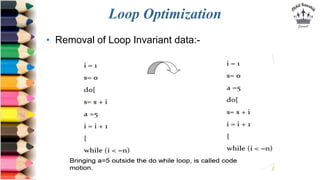 Loop Optimization
• Removal of Loop Invariant data:-
i = 1
s= 0
do{
s= s + i
a =5
i = i + 1
{
while (i < =n)
i = 1
s= 0
a =5
do{
s= s + i
i = i + 1
{
while (i < =n)
Bringing a=5 outside the do while loop, is called code
motion.